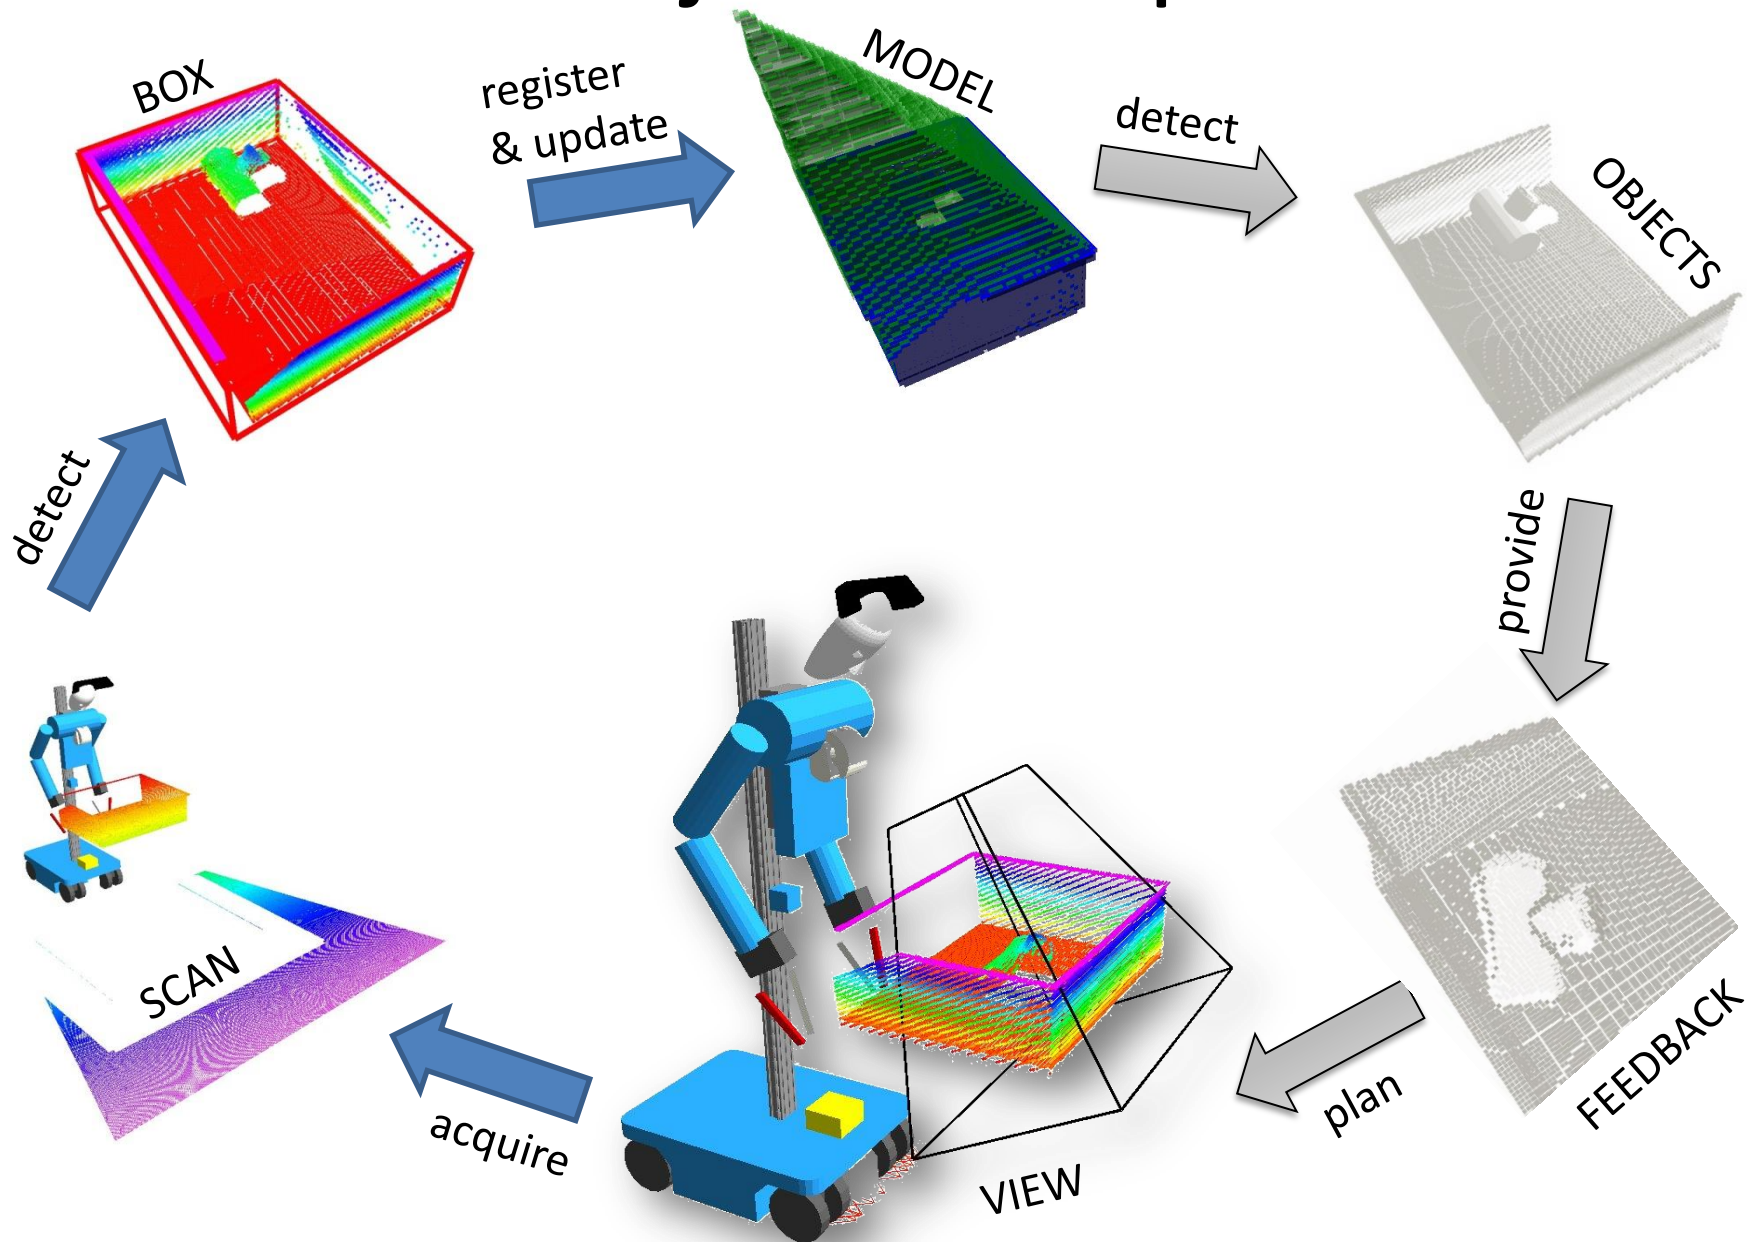 BOX
register
& update
MODEL
detect
OBJECTS
provide
FEEDBACK
plan
VIEW
acquire
SCAN
detect